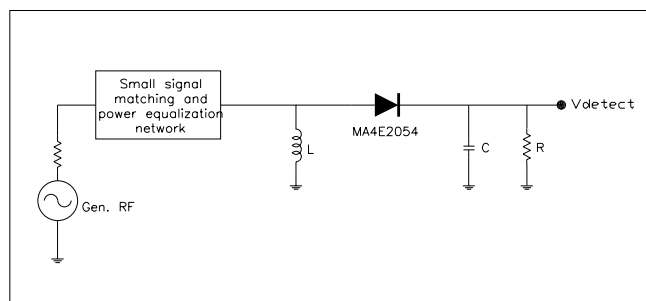 Small signal
matching and
power equalization
network
Vdetect
MA4E2054
L
C
R
Gen. RF